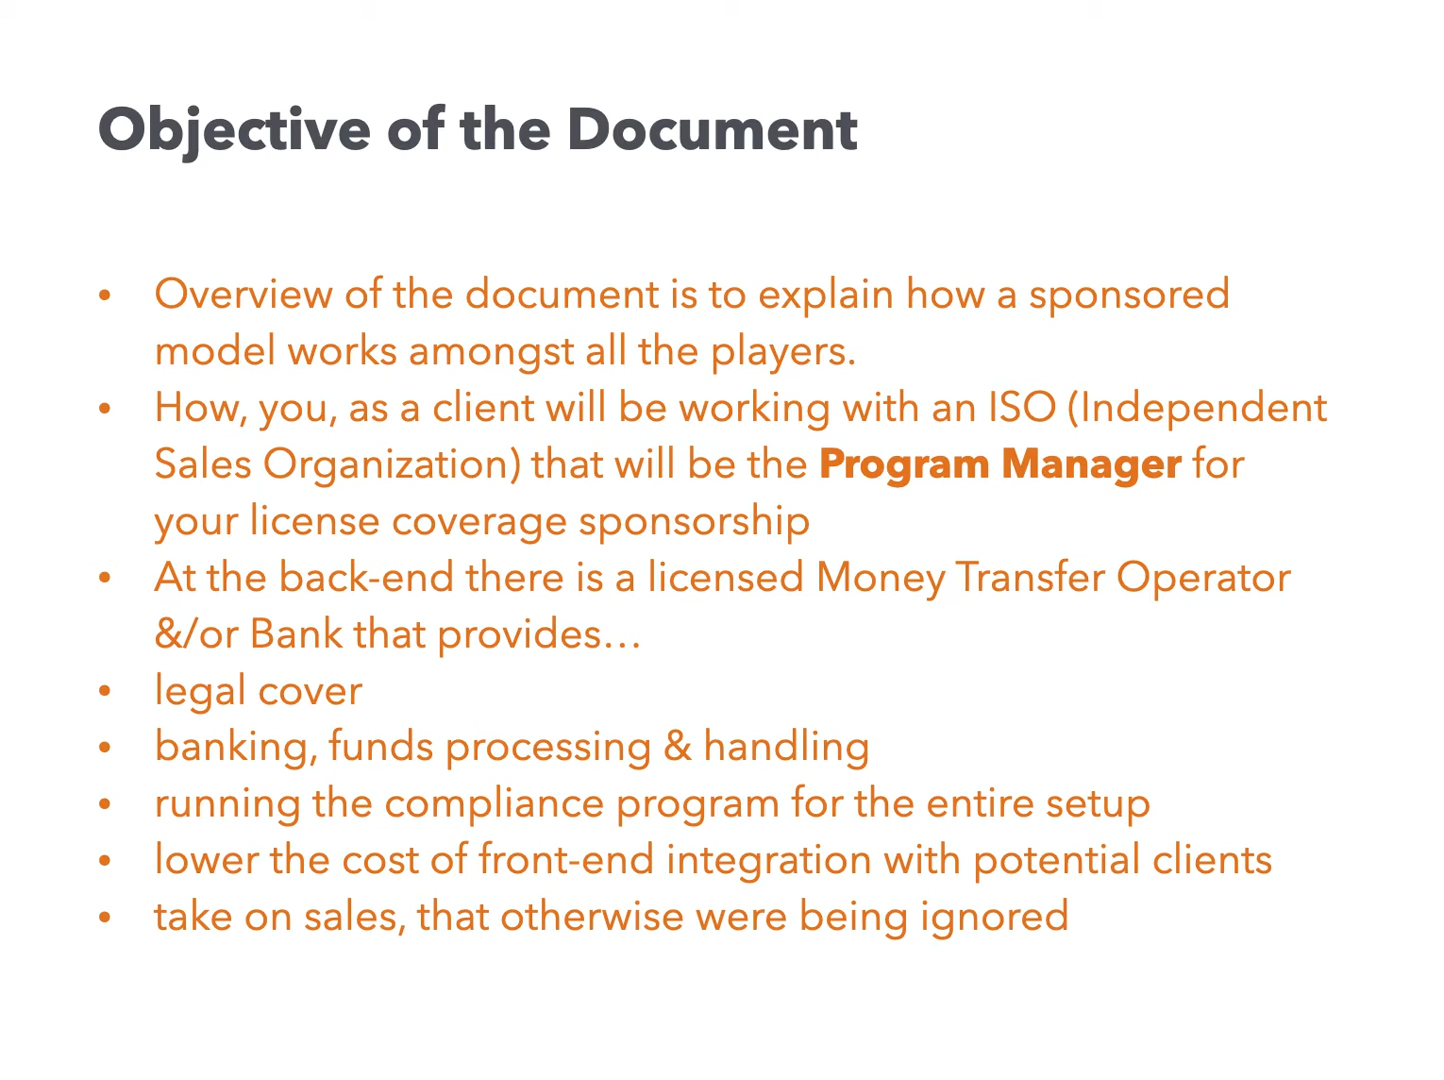 Objective of the Document
• Overview of the document is to explain how a sponsored
model works amongst all the players.
• How, you, as a client will be working with an ISO (Independent
Sales Organization) that will be the Program Manager for
your license coverage sponsorship
• At the back-end there is a licensed Money Transfer Operator
&/or Bank that provides…
• legal cover
• banking, funds processing & handling
• running the compliance program for the entire setup
• lower the cost of front-end integration with potential clients
• take on sales, that otherwise were being ignored